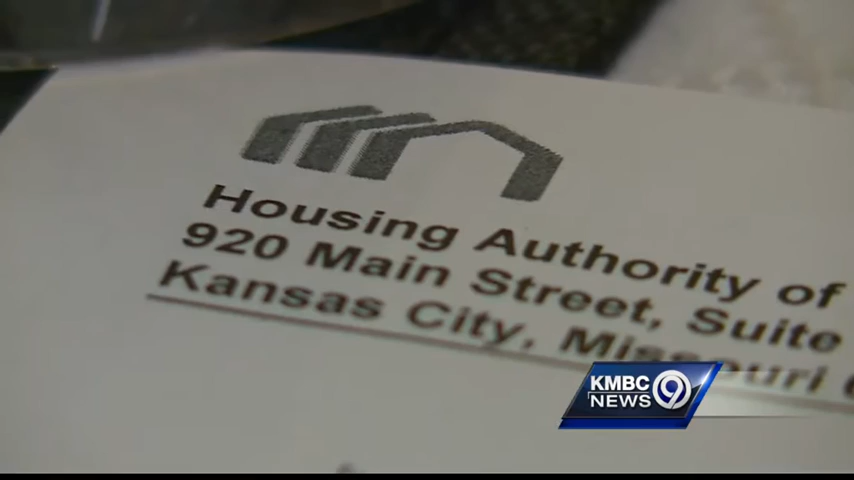 Housing Authority of
920 Main Street, Suite
Kansas City, Missouri
KMBC 9
NEWS